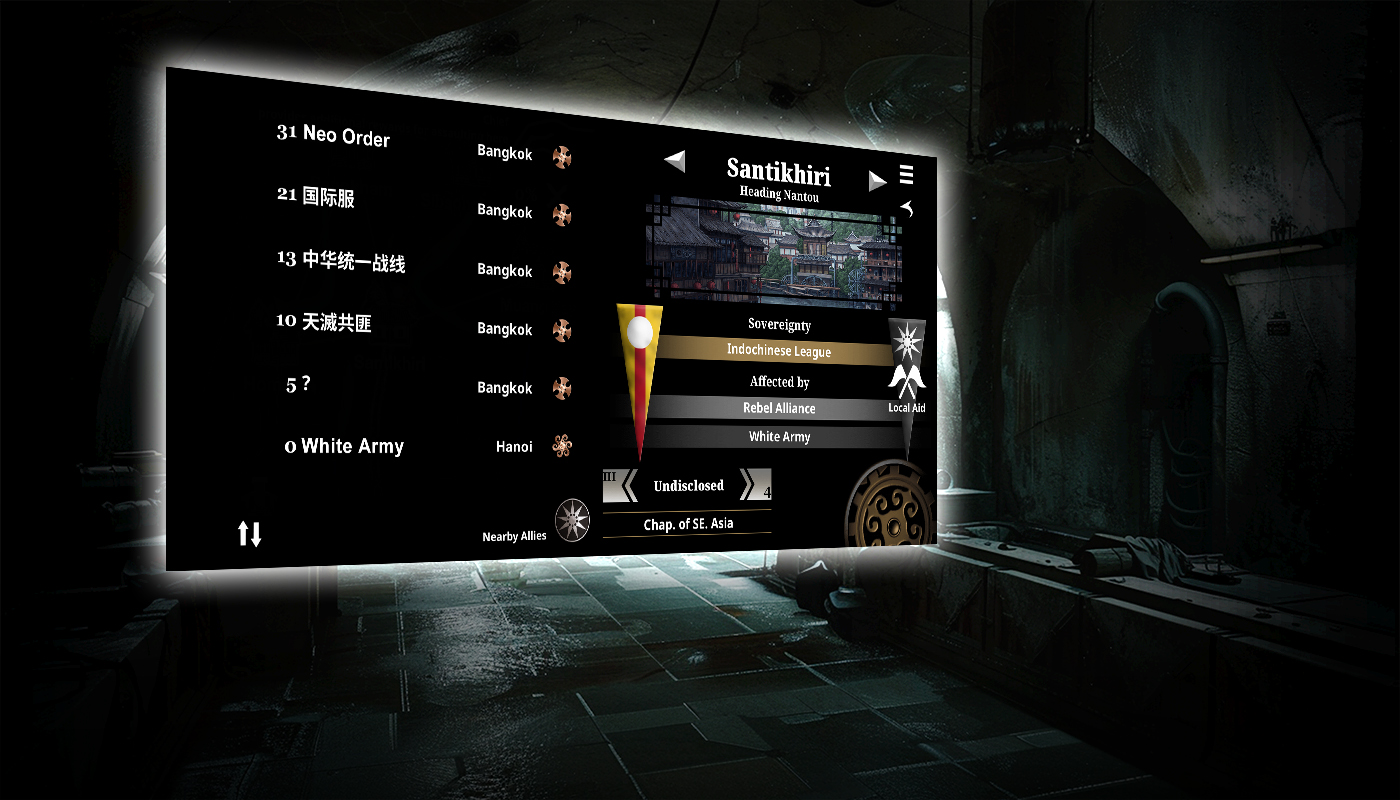 31 Neo Order
Bangkok
21 国际服
Bangkok
13 中华统一战线
Bangkok
10 天滅共匪
Bangkok
5 ?
Bangkok
0 White Army
Hanoi
Nearby Allies
Santikhiri
Heading Nantou
Sovereignty
Indochinese League
Affected by
Rebel Alliance
White Army
Local Aid
III
Undisclosed
4
Chap. of SE. Asia